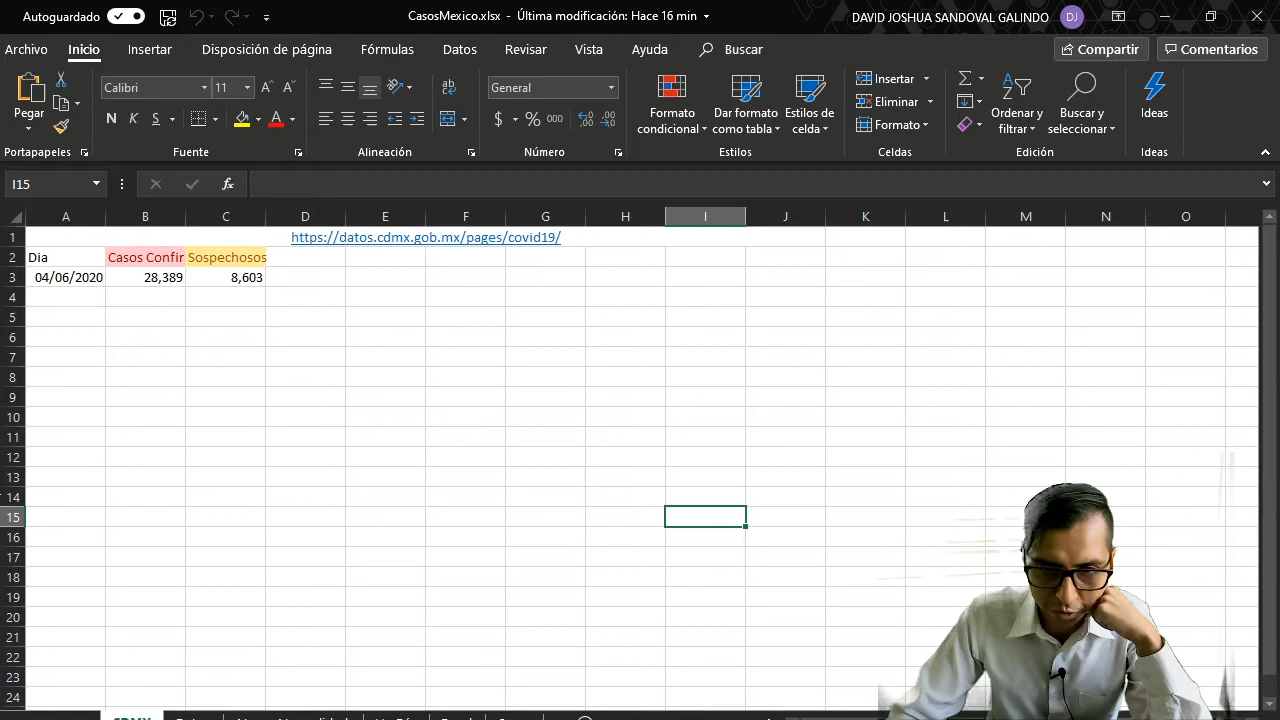 Autoguardado
CasosMexico.xlsx - Última modificación: Hace 16 min
DAVID JOSHUA SANDOVAL GALINDO DJ
Archivo Inicio Insertar Disposición de página Fórmulas Datos Revisar Vista Ayuda Buscar Compartir Comentarios
Pegar
Portapapeles
Calibri 11
N K S
Fuente
Alineación
General
$ % 000
Número
Formato condicional
Dar formato como tabla
Estilos de celda
Estilos
Insertar
Eliminar
Formato
Celdas
Ordenar y filtrar
Buscar y seleccionar
Edición
Ideas
Ideas
I15 fx
A B C D E F G H I J K L M N O
1 https://datos.cdmx.gob.mx/pages/covid19/
2 Dia Casos Confir Sospechosos
3 04/06/2020 28,389 8,603
4
5
6
7
8
9
10
11
12
13
14
15
16
17
18
19
20
21
22
23
24
CDMX